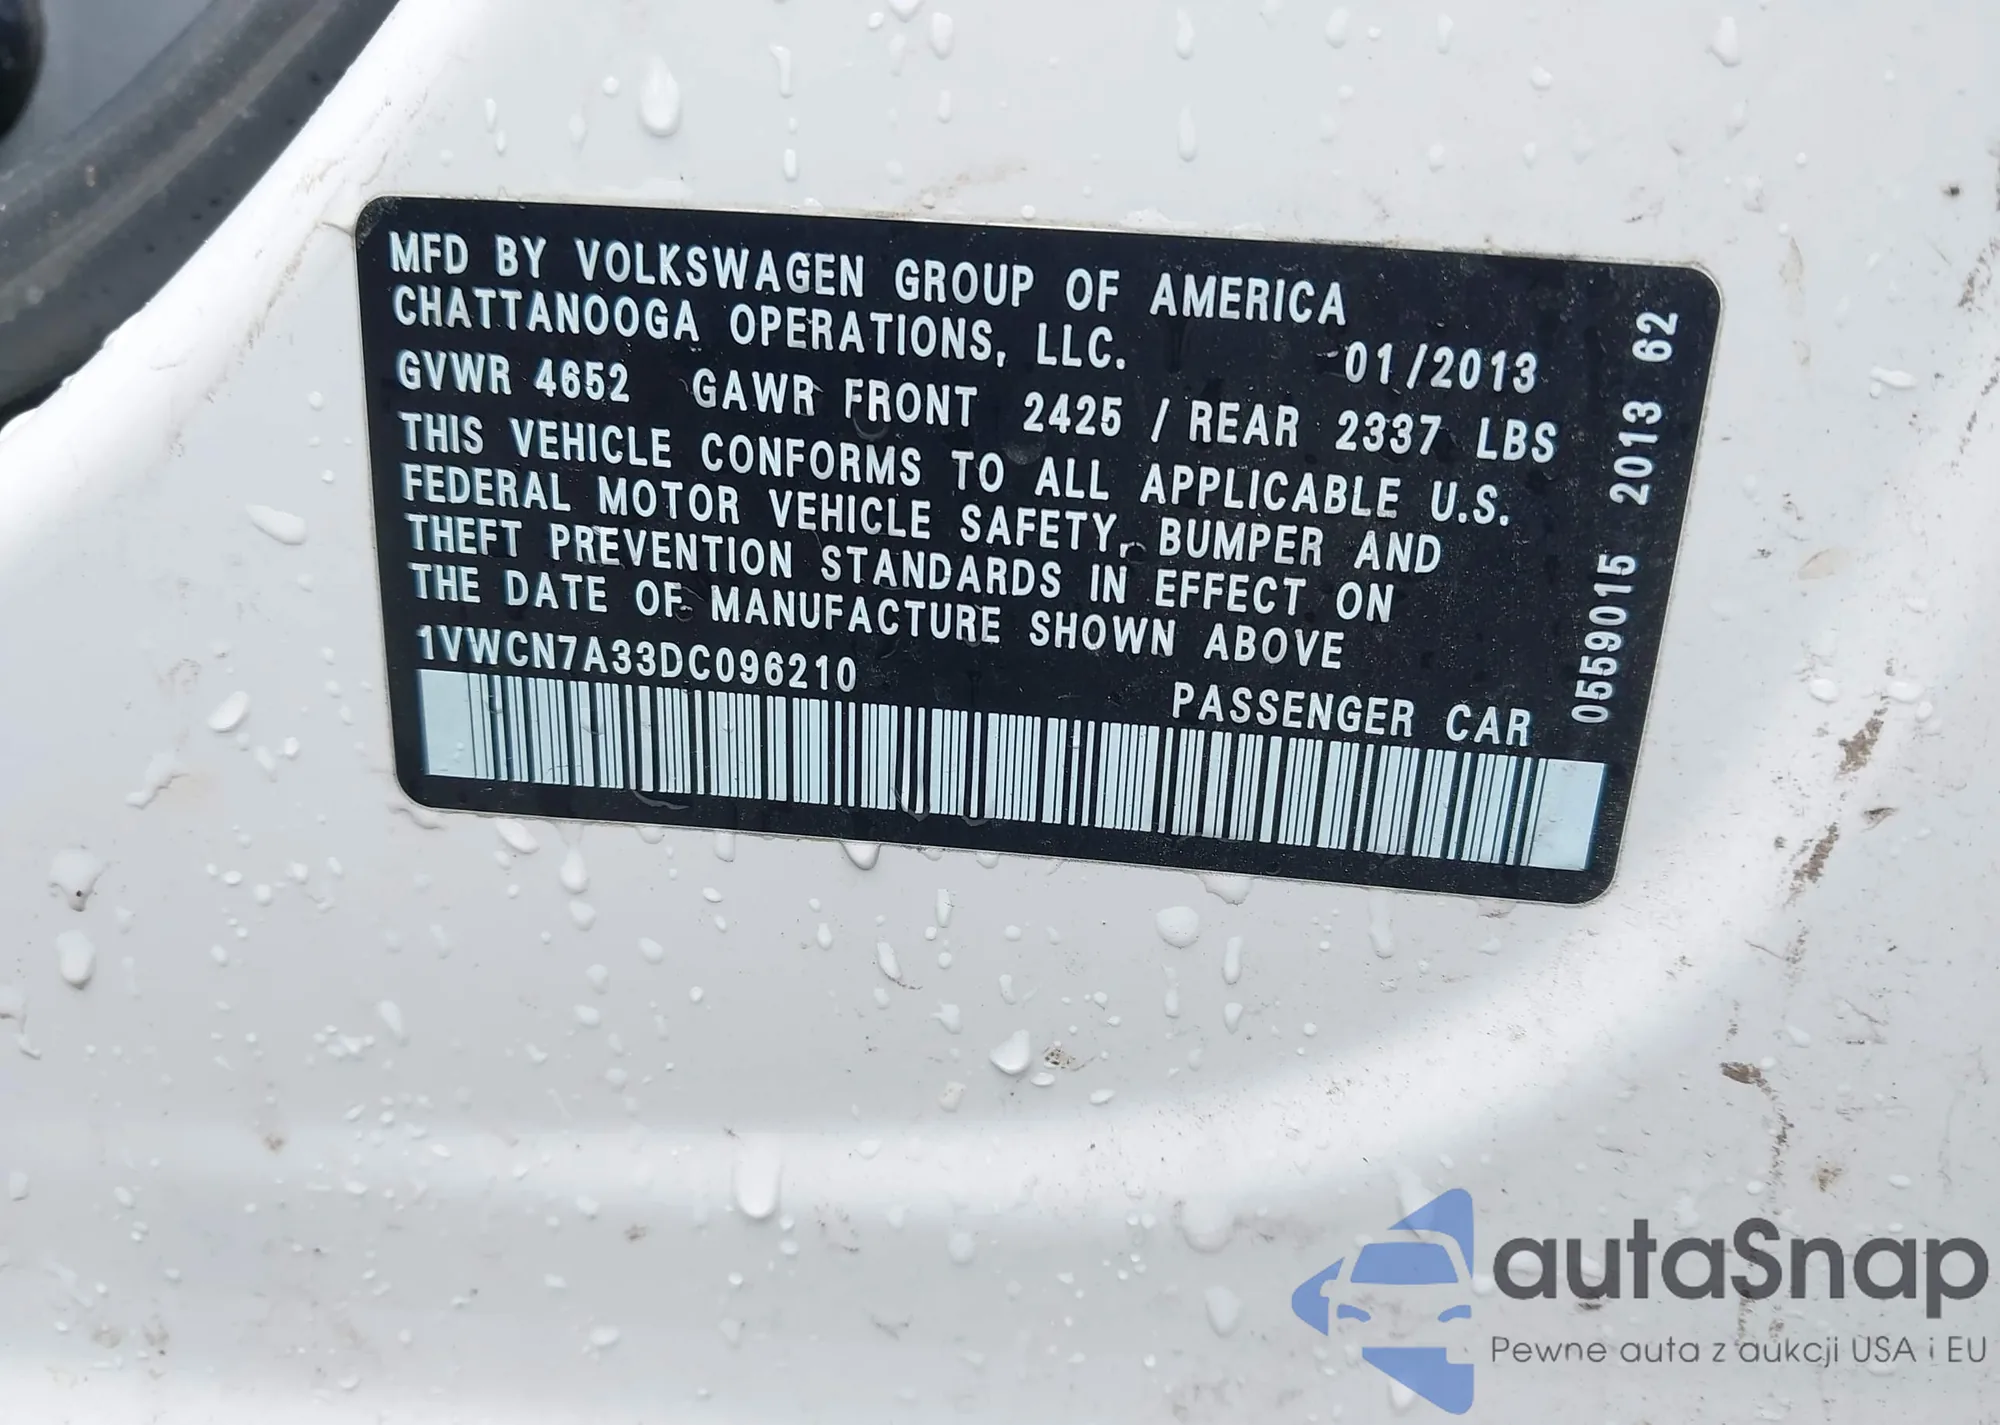 MFD BY VOLKSWAGEN GROUP OF AMERICA
CHATTANOOGA OPERATIONS, LLC.
01/2013
GVWR 4652 GAWR FRONT 2425 / REAR 2337 LBS
THIS VEHICLE CONFORMS TO ALL APPLICABLE U.S.
FEDERAL MOTOR VEHICLE SAFETY, BUMPER AND
THEFT PREVENTION STANDARDS IN EFFECT ON
THE DATE OF MANUFACTURE SHOWN ABOVE
1VWCN7A33DC096210
PASSENGER CAR
0559015 2013 62
autaSnap
Pewne auta z aukcji USA i EU